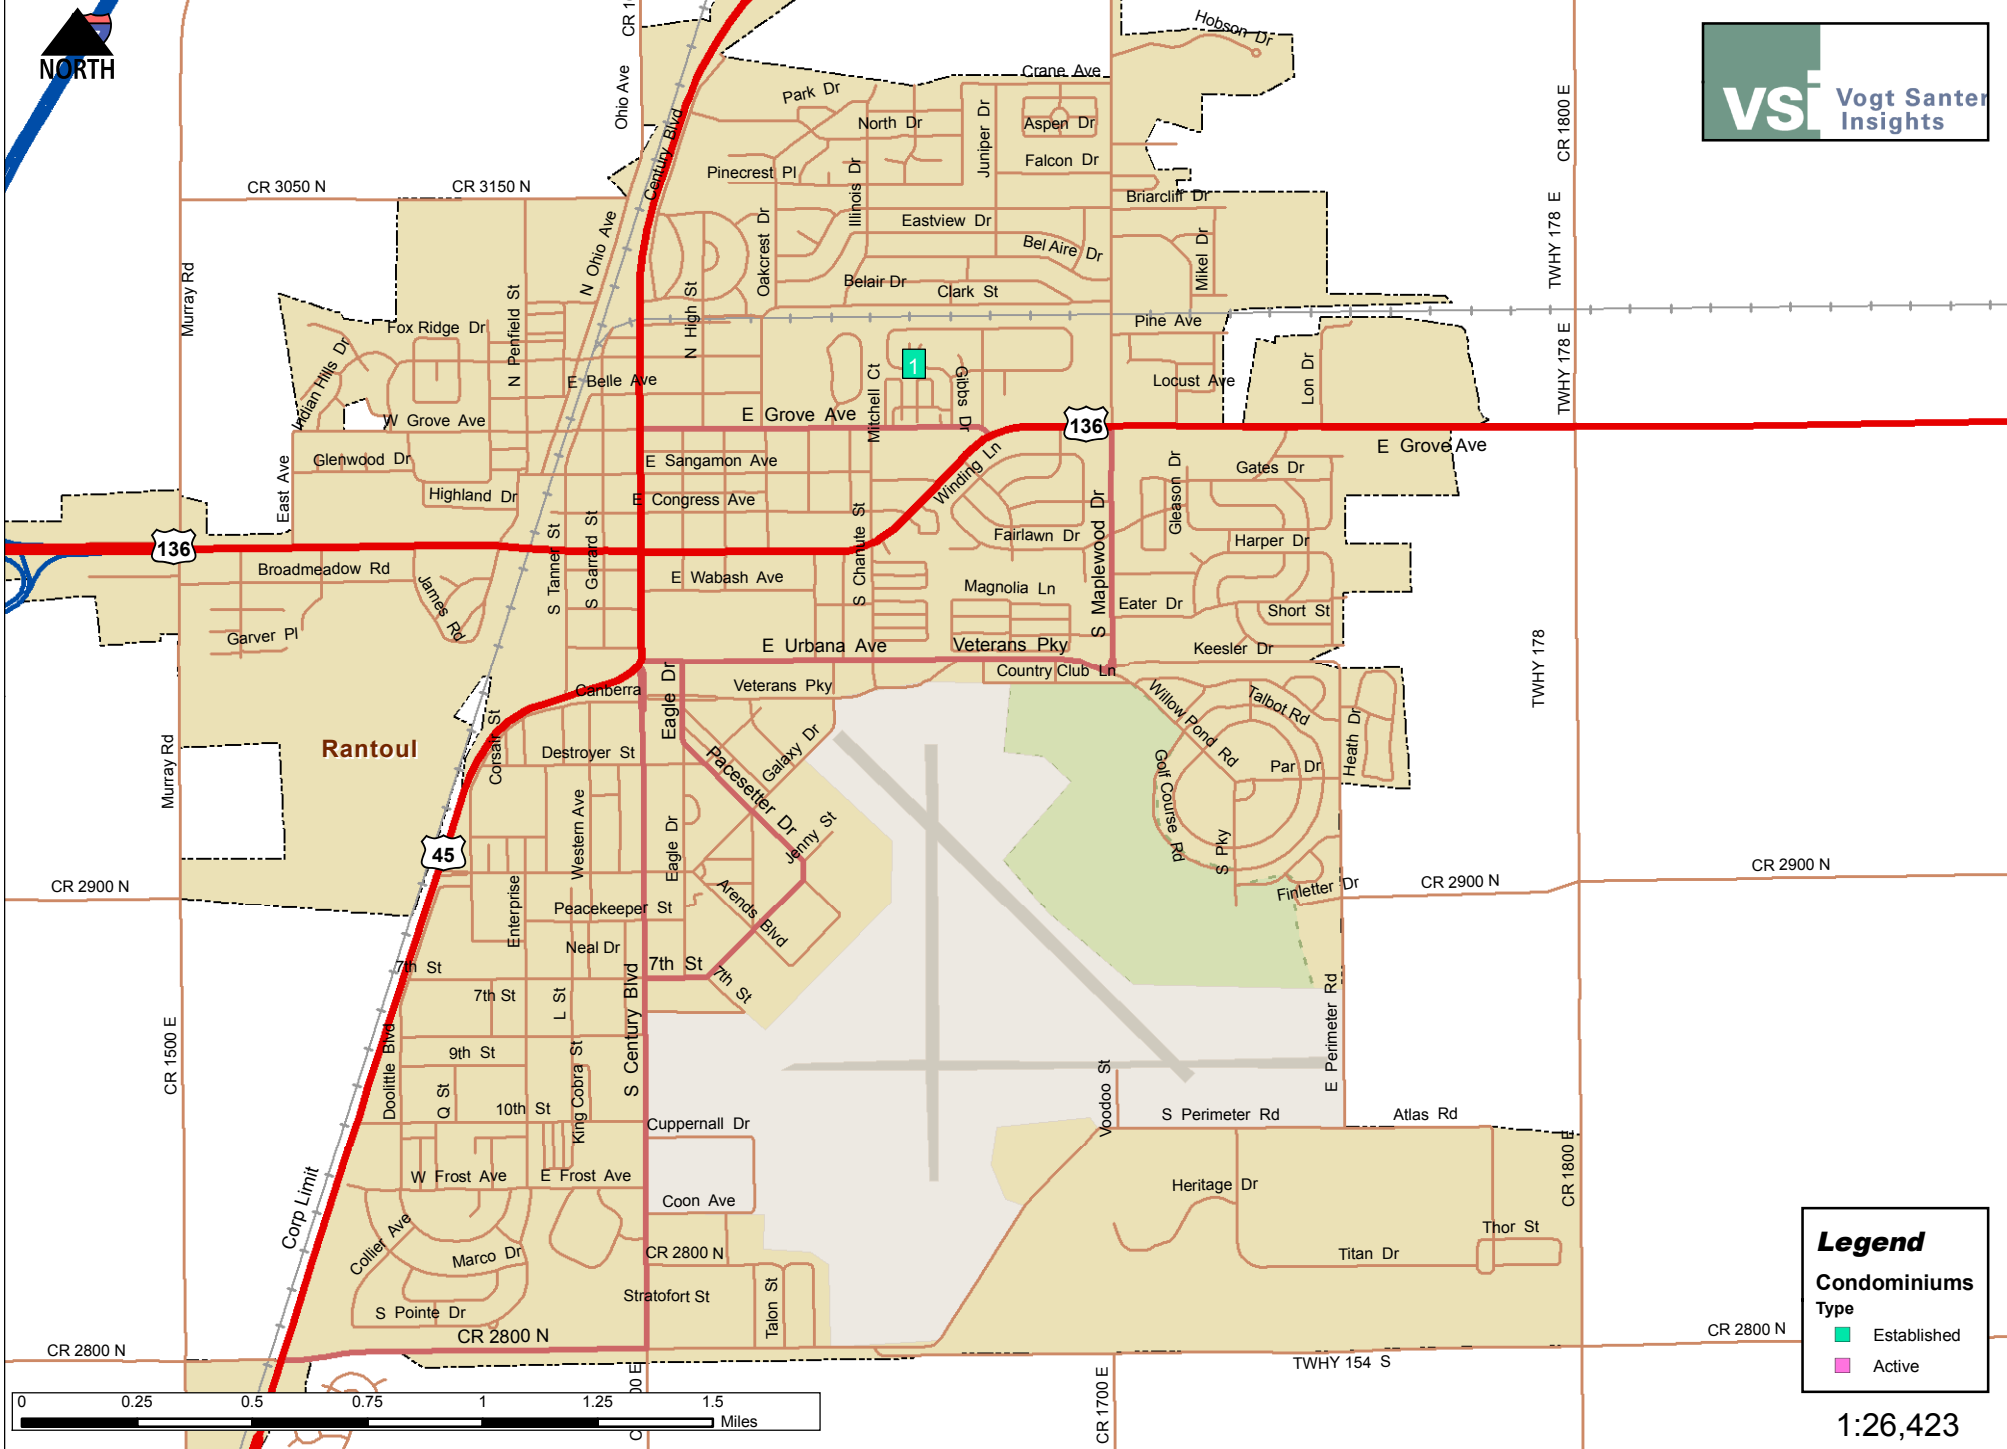 NORTH
CR 1
Hobson Dr
Crane Ave
Ohio Ave
Park Dr
North Dr
Juniper Dr
Aspen Dr
CR 1800 E
vsi Vogt Santer
Insights
Century Blvd
Pinecrest Pl
Illinois Dr
Falcon Dr
CR 3050 N
CR 3150 N
Briarcliff Dr
TWHY 178 E
N Ohio Ave
Oakcrest Dr
Eastview Dr
Bel Aire Dr
Mikel Dr
Murray Rd
Belair Dr
Clark St
N High St
N Penfield St
Fox Ridge Dr
Pine Ave
TWHY 178 E
Indian Hills Dr
1
E Belle Ave
Mitchell Ct
Gibbs Dr
Locust Ave
Lon Dr
W Grove Ave
E Grove Ave
136
E Grove Ave
Glenwood Dr
E Sangamon Ave
Winding Ln
Gates Dr
East Ave
Highland Dr
E Congress Ave
S Chanute St
S Maplewood Dr
Gleason Dr
136
S Tanner St
S Garrard St
Fairlawn Dr
Harper Dr
Broadmeadow Rd
James Rd
E Wabash Ave
Magnolia Ln
Eater Dr
Short St
Garver Pl
E Urbana Ave
Veterans Pky
Keesler Dr
TWHY 178
Country Club Ln
Canberra
Eagle Dr
Veterans Pky
Willow Pond Rd
Talbot Rd
Heath Dr
Rantoul
Corsair St
Destroyer St
Galaxy Dr
Pacesetter Dr
Golf Course Rd
Par Dr
Murray Rd
Western Ave
Eagle Dr
Jenny St
S Pky
45
CR 2900 N
Enterprise
Arends Blvd
Finletter Dr
CR 2900 N
CR 2900 N
Peacekeeper St
Neal Dr
7th St
7th St
7th St
7th St
L St
S Century Blvd
E Perimeter Rd
CR 1500 E
Doolittle Blvd
9th St
King Cobra St
Q St
10th St
Cuppernall Dr
Voodoo St
S Perimeter Rd
Atlas Rd
Corp Limit
W Frost Ave
E Frost Ave
Coon Ave
Heritage Dr
CR 1800 E
Collier Ave
Marco Dr
CR 2800 N
Titan Dr
Thor St
S Pointe Dr
Stratofort St
Talon St
CR 2800 N
CR 2800 N
CR 2800 N
TWHY 154 S
CR 1700 E
Legend
Condominiums
Type
Established
Active
0 0.25 0.5 0.75 1 1.25 1.5
Miles
1:26,423